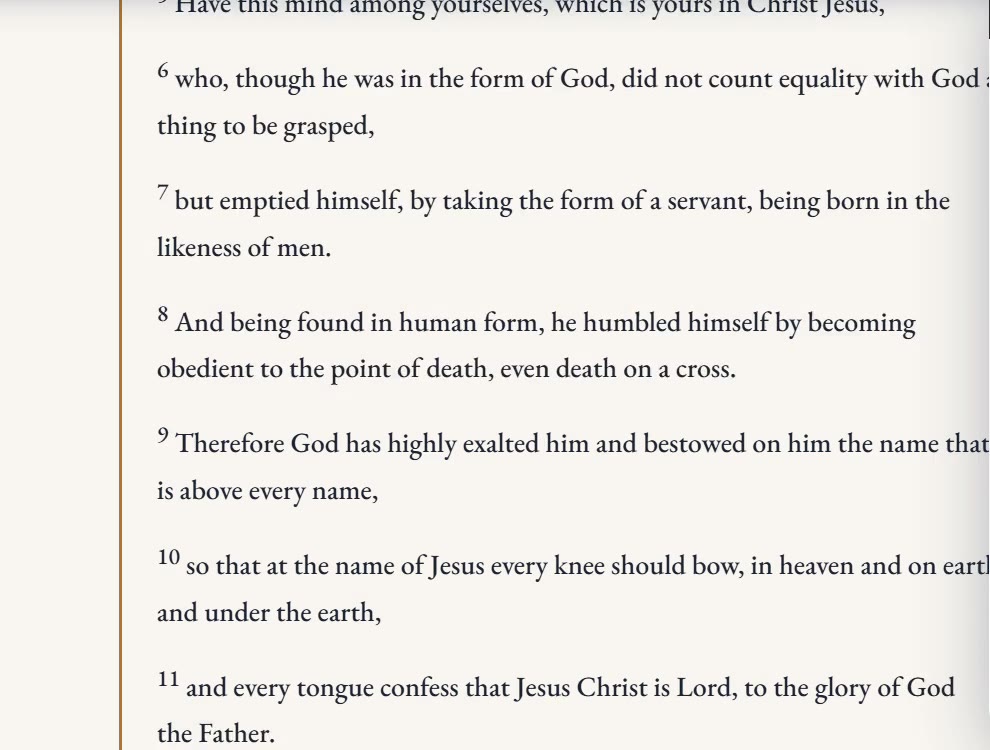 5 Have this mind among yourselves, which is yours in Christ Jesus,
6 who, though he was in the form of God, did not count equality with God a
thing to be grasped,
7 but emptied himself, by taking the form of a servant, being born in the
likeness of men.
8 And being found in human form, he humbled himself by becoming
obedient to the point of death, even death on a cross.
9 Therefore God has highly exalted him and bestowed on him the name that
is above every name,
10 so that at the name of Jesus every knee should bow, in heaven and on earth
and under the earth,
11 and every tongue confess that Jesus Christ is Lord, to the glory of God
the Father.